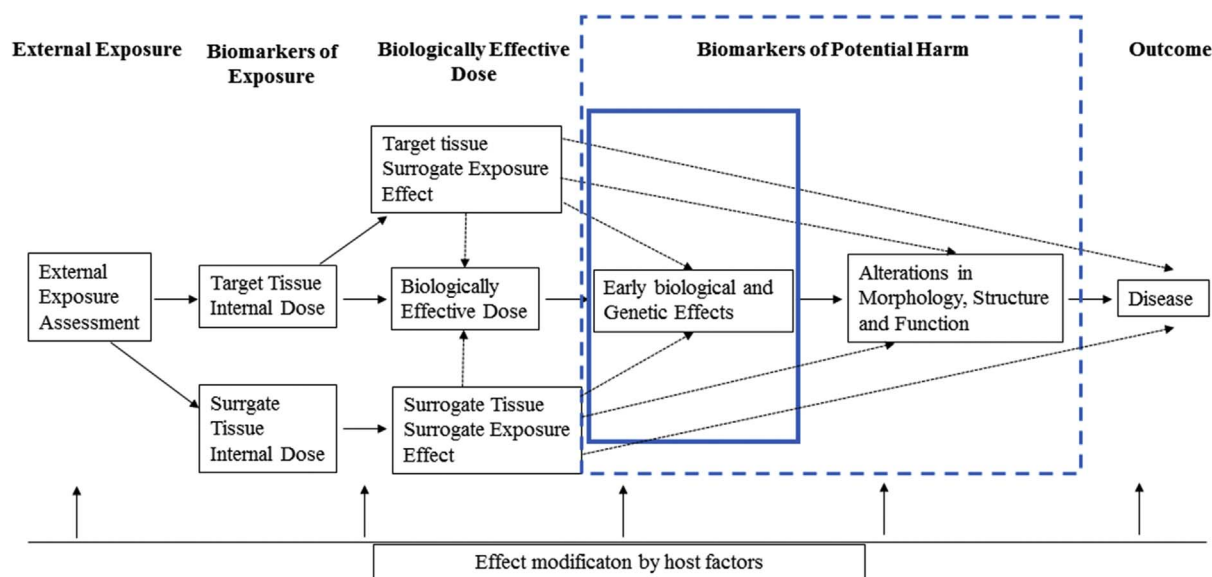 External Exposure
Biomarkers of
Exposure
Biologically Effective
Dose
Biomarkers of Potential Harm
Outcome
Target tissue
Surrogate Exposure
Effect
External
Exposure
Assessment
Target Tissue
Internal Dose
Biologically
Effective Dose
Early biological and
Genetic Effects
Alterations in
Morphology, Structure
and Function
Disease
Surrgate
Tissue
Internal Dose
Surrogate Tissue
Surrogate Exposure
Effect
Effect modificaton by host factors